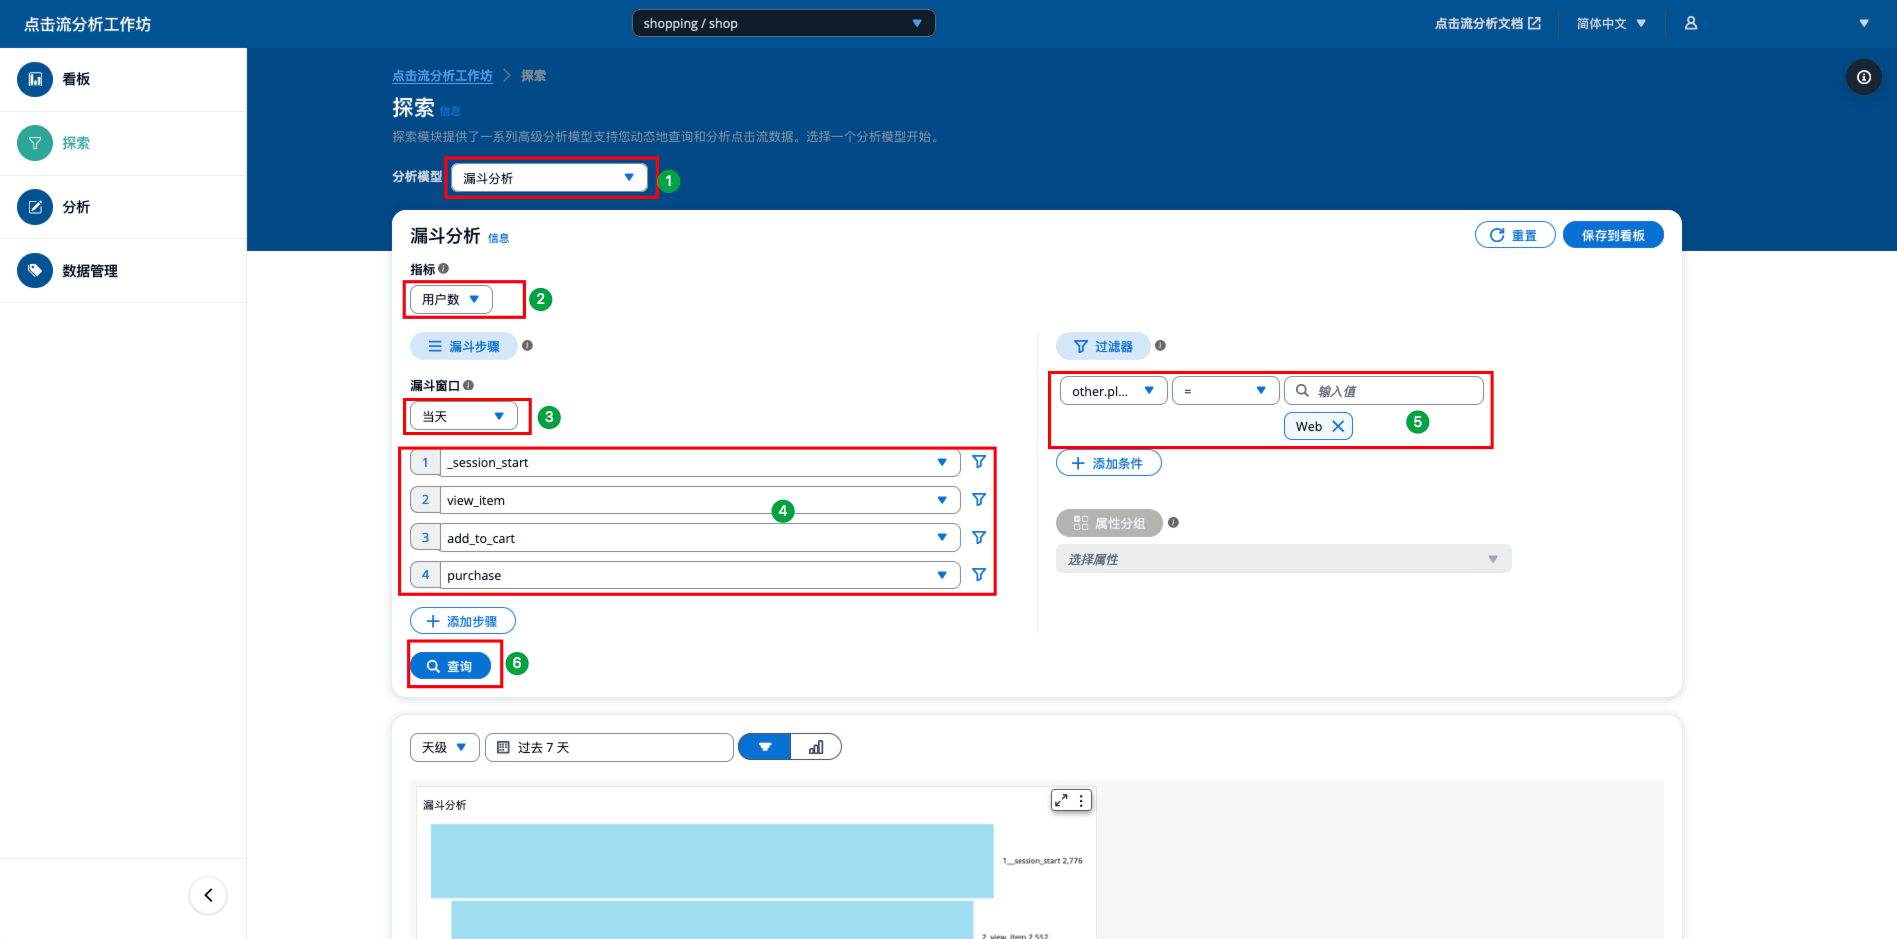 点击流分析工作坊
shopping / shop
点击流分析文档
简体中文
看板
探索
分析
数据管理
点击流分析工作坊 > 探索
探索 信息
探索模块提供了一系列高级分析模型支持您动态地查询和分析点击流数据。选择一个分析模型开始。
分析模型 漏斗分析 1
漏斗分析 信息
重置
保存到看板
指标
用户数 2
漏斗步骤
漏斗窗口
当天 3
1 _session_start
2 view_item
4
3 add_to_cart
4 purchase
添加步骤
查询 6
过滤器
other.pl... = 输入值
Web 5
添加条件
属性分组
选择属性
天级 过去 7 天
漏斗分析
1__session_start 2,776
2_view_item 2,552